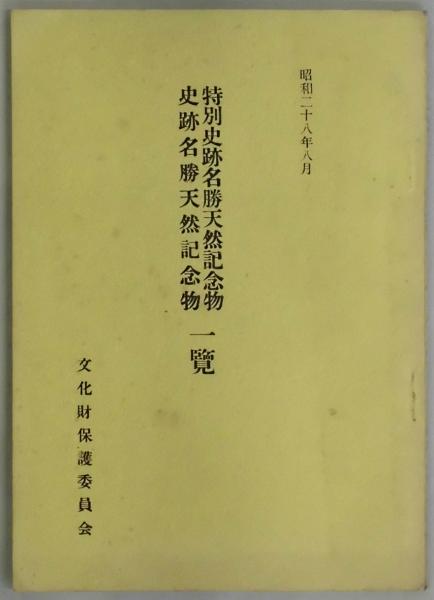 昭和二十八年八月
特別史跡名勝天然記念物
史跡名勝天然記念物
一覽
文化財保護委員会